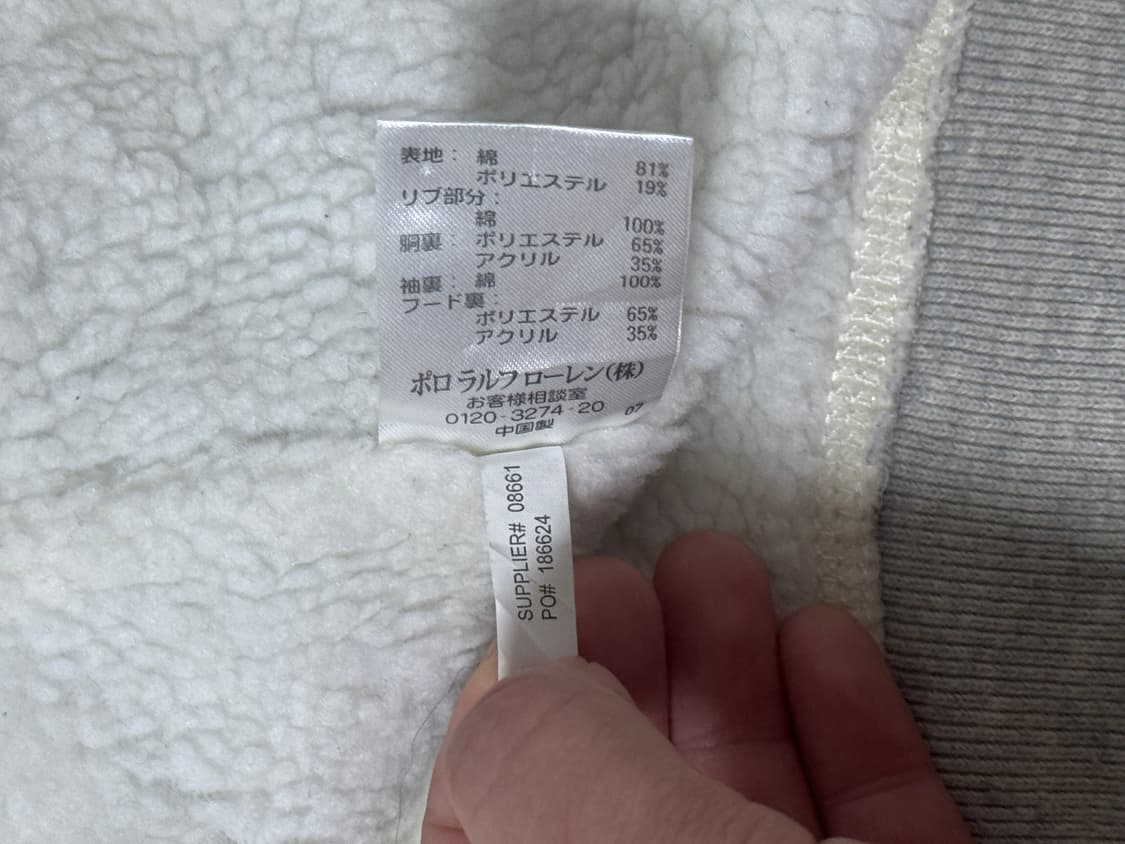 表地： 綿 81%
ポリエステル 19%
リブ部分：
綿 100%
胴裏： ポリエステル 65%
アクリル 35%
袖裏： 綿 100%
フード裏：
ポリエステル 65%
アクリル 35%
ポロ ラルフ ローレン(株)
お客様相談室
0120-3274-20 07
中国製
SUPPLIER# 08661
PO# 186624